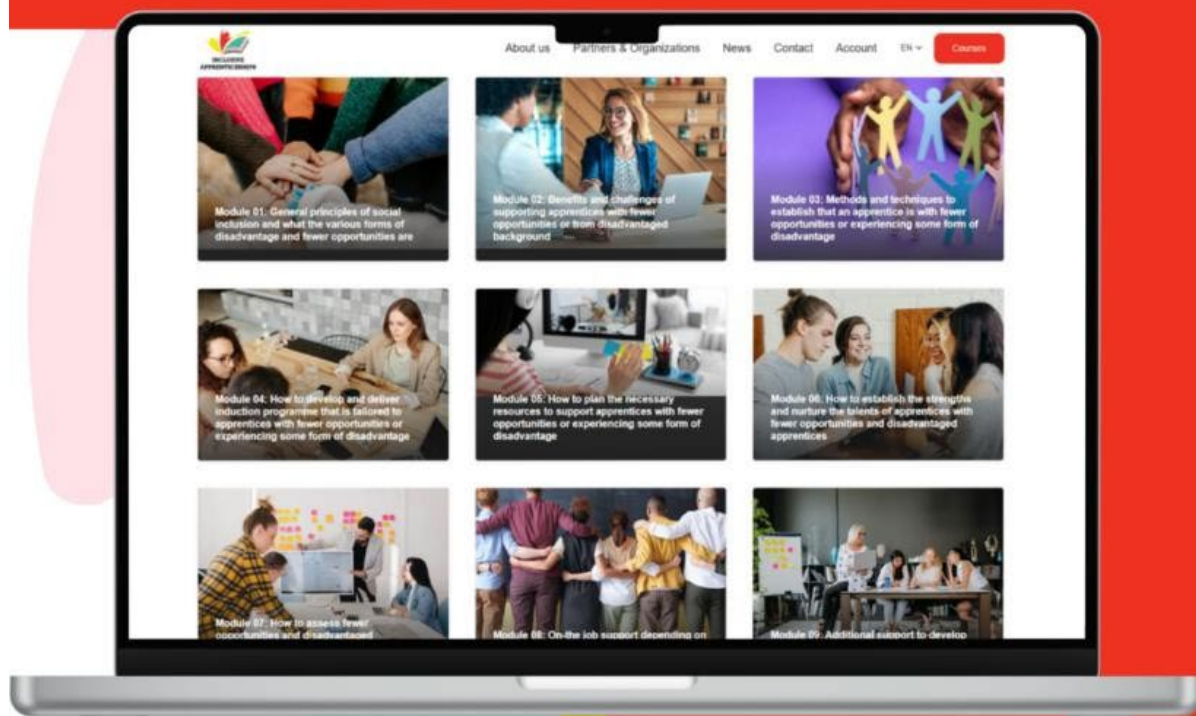 INCLUSIVE
APPRENTICESHIPS
About us Partners & Organizations News Contact Account EN Courses
Module 01: General principles of social
inclusion and what the various forms of
disadvantage and fewer opportunities are
Module 02: Benefits and challenges of
supporting apprentices with fewer
opportunities or from disadvantaged
background
Module 03: Methods and techniques to
establish that an apprentice is with fewer
opportunities or experiencing some form of
disadvantage
Module 04: How to develop and deliver
induction programme that is tailored to
apprentices with fewer opportunities or
experiencing some form of disadvantage
Module 05: How to plan the necessary
resources to support apprentices with fewer
opportunities or experiencing some form of
disadvantage
Module 06: How to establish the strengths
and nurture the talents of apprentices with
fewer opportunities and disadvantaged
apprentices
Module 07: How to assess fewer
opportunities and disadvantaged
Module 08: On-the job support depending on
Module 09: Additional support to develop